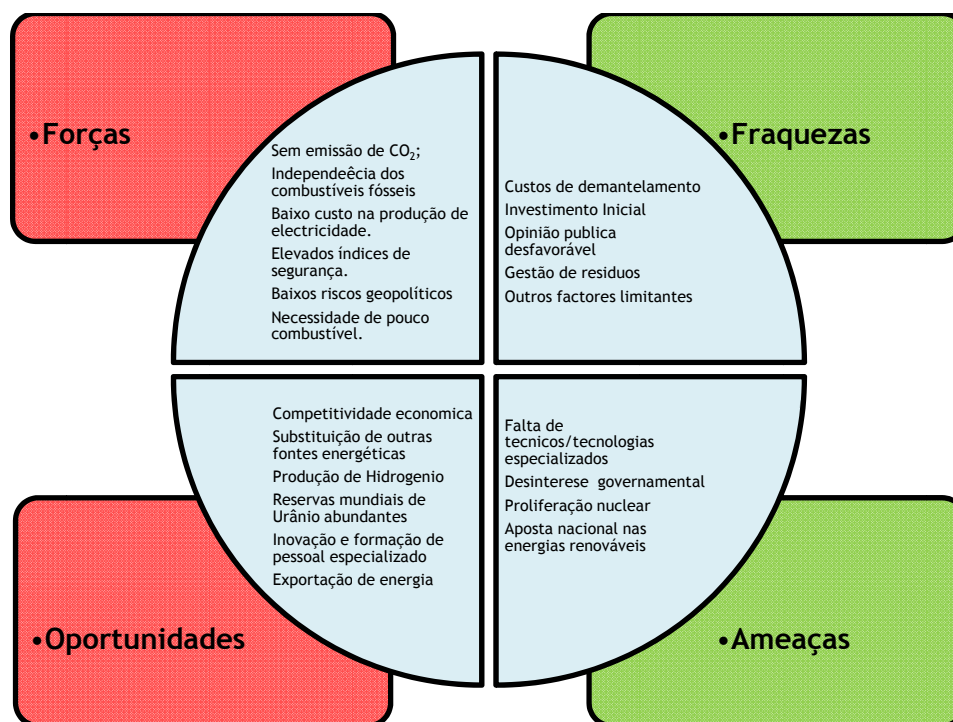 •Forças
Sem emissão de CO₂;
Independeêcia dos
combustíveis fósseis
Baixo custo na produção de
electricidade.
Elevados índices de
segurança.
Baixos riscos geopolíticos
Necessidade de pouco
combustível.
•Fraquezas
Custos de demantelamento
Investimento Inicial
Opinião publica
desfavorável
Gestão de residuos
Outros factores limitantes
•Oportunidades
Competitividade economica
Substituição de outras
fontes energéticas
Produção de Hidrogenio
Reservas mundiais de
Urânio abundantes
Inovação e formação de
pessoal especializado
Exportação de energia
•Ameaças
Falta de
tecnicos/tecnologias
especializados
Desinterese governamental
Proliferação nuclear
Aposta nacional nas
energias renováveis